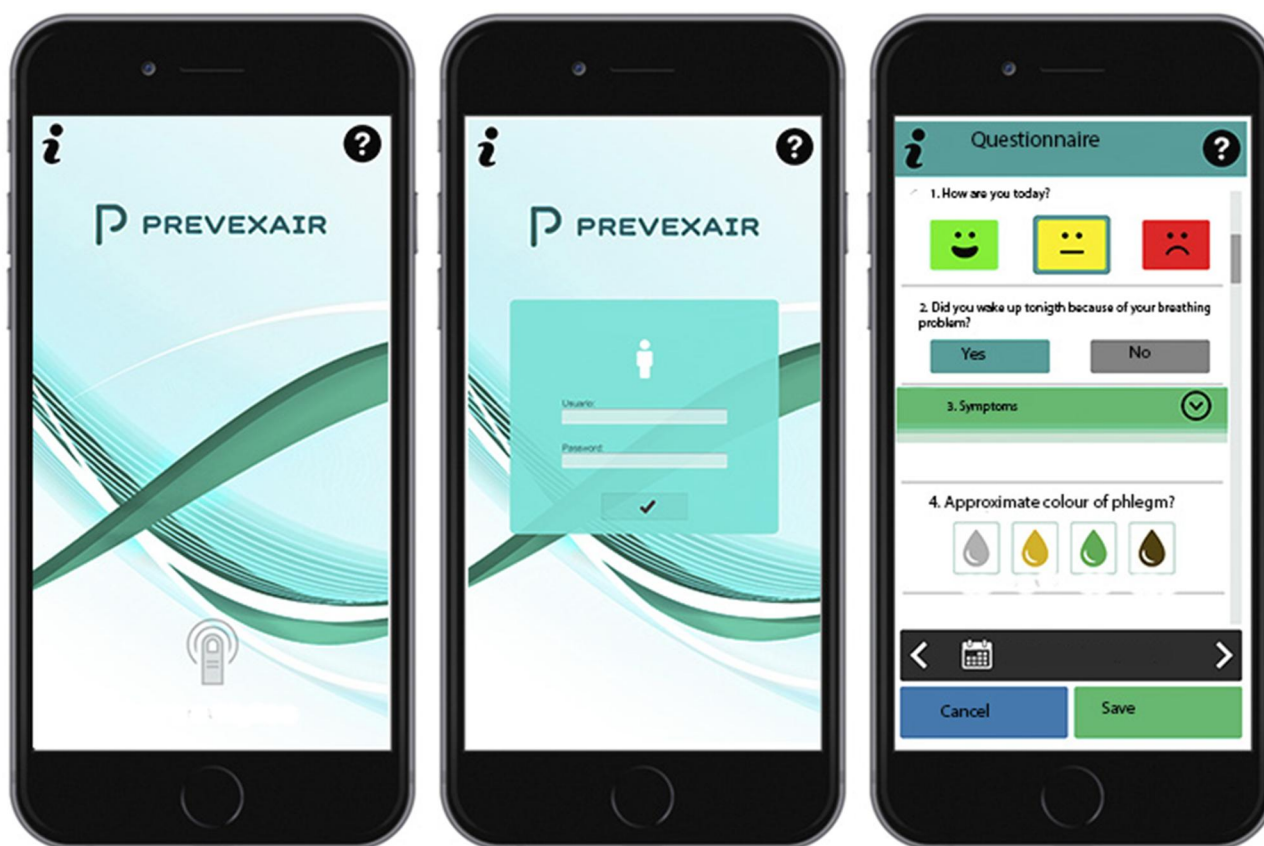 PREVEXAIR
PREVEXAIR
Usuario:
Password:
Questionnaire
1. How are you today?
2. Did you wake up tonigth because of your breathing
problem?
Yes
No
3. Symptoms
4. Approximate colour of phlegm?
Cancel
Save